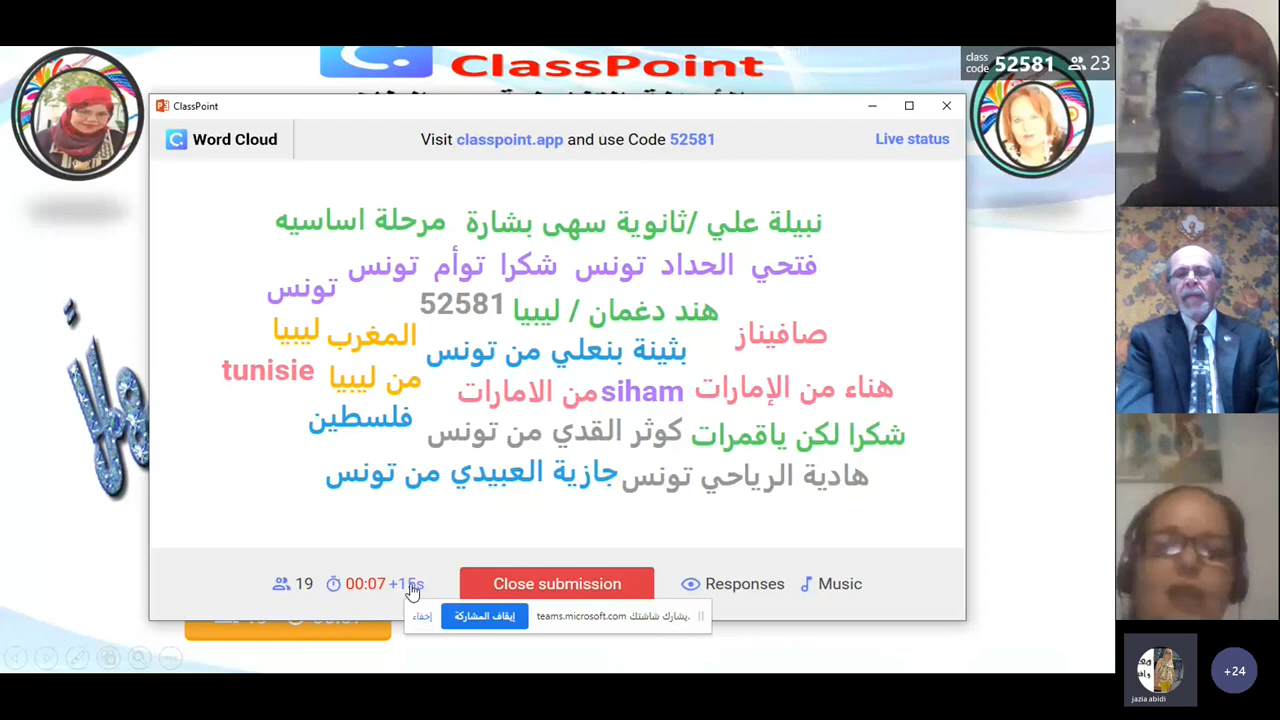 ClassPoint
class code 52581 23
ClassPoint
Word Cloud
Visit classpoint.app and use Code 52581
Live status
نبيلة علي /ثانوية سهى بشارة مرحلة اساسيه
فتحي الحداد تونس شكرا توأم تونس
تونس
هند دغمان / ليبيا 52581
صافيناز
المغرب ليبيا
بثينة بنعلي من تونس
tunisie
من ليبيا
هناء من الإمارات siham من الامارات
فلسطين
شكرا لكن ياقمرات كوثر القدي من تونس
هادية الرياحي تونس جازية العبيدي من تونس
19 00:07 +15s
Close submission
Responses
Music
يشارك شاشتك teams.microsoft.com.
إيقاف المشاركة
إخفاء
jazia abidi
+24